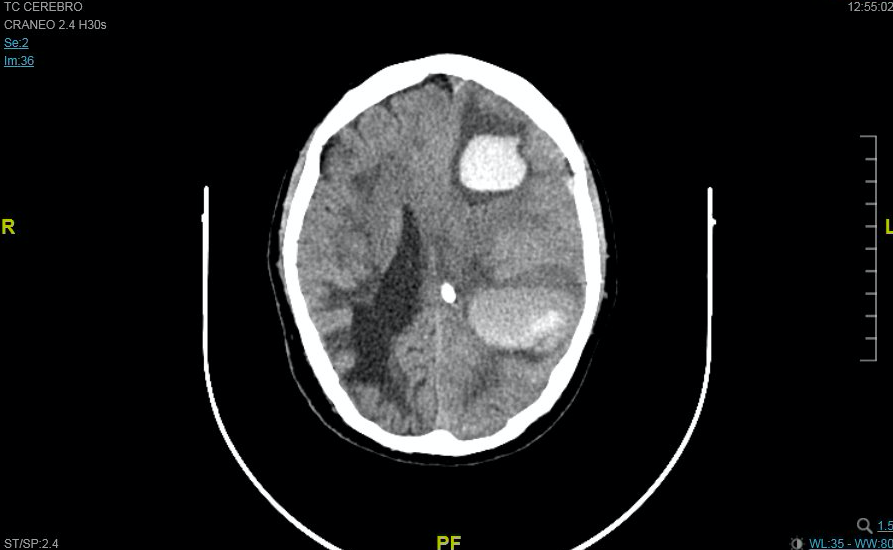 TC CEREBRO
12:55:02
CRANEO 2.4 H30s
Se:2
Im:36
R
L
1.5
ST/SP:2.4
PF
WL:35 - WW:80